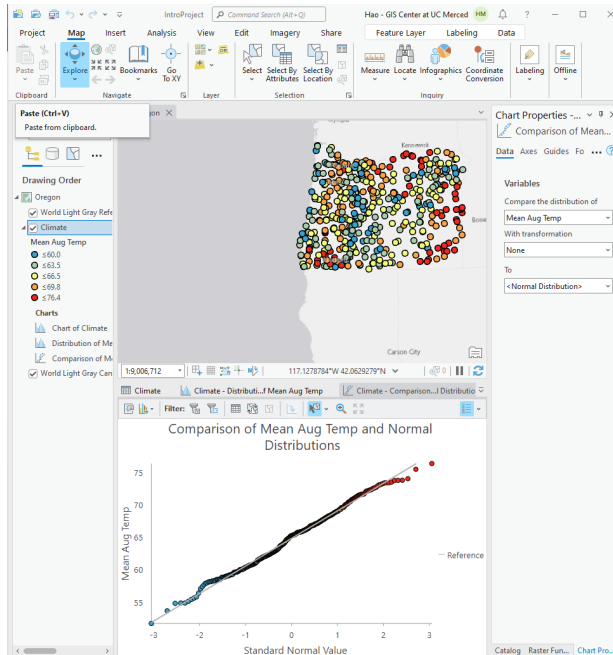 IntroProject
Command Search (Alt+Q)
Hao - GIS Center at UC Merced
HM
?
Project
Map
Insert
Analysis
View
Edit
Imagery
Share
Feature Layer
Labeling
Data
Paste
Explore
Bookmarks
Go To XY
Select
Select By Attributes
Select By Location
Measure
Locate
Infographics
Coordinate Conversion
Labeling
Offline
Clipboard
Navigate
Layer
Selection
Inquiry
Paste (Ctrl+V)
Paste from clipboard.
Drawing Order
Oregon
World Light Gray Refe
Climate
Mean Aug Temp
≤60.0
≤63.5
≤66.5
≤69.8
≤76.4
Charts
Chart of Climate
Distribution of Me
Comparison of M
World Light Gray Can
Kennewick
Carson City
1:9,006,712
117.1278784°W 42.0629279°N
0
Climate
Climate - Distributi...f Mean Aug Temp
Climate - Comparison...l Distributio
Filter:
Comparison of Mean Aug Temp and Normal
Distributions
Mean Aug Temp
75
70
65
60
55
-3 -2 -1 0 1 2 3
Standard Normal Value
Reference
Chart Properties -...
Comparison of Mean...
Data
Axes
Guides
Fo
Variables
Compare the distribution of
Mean Aug Temp
With transformation
None
To
<Normal Distribution>
Catalog
Raster Fun...
Chart Pro...